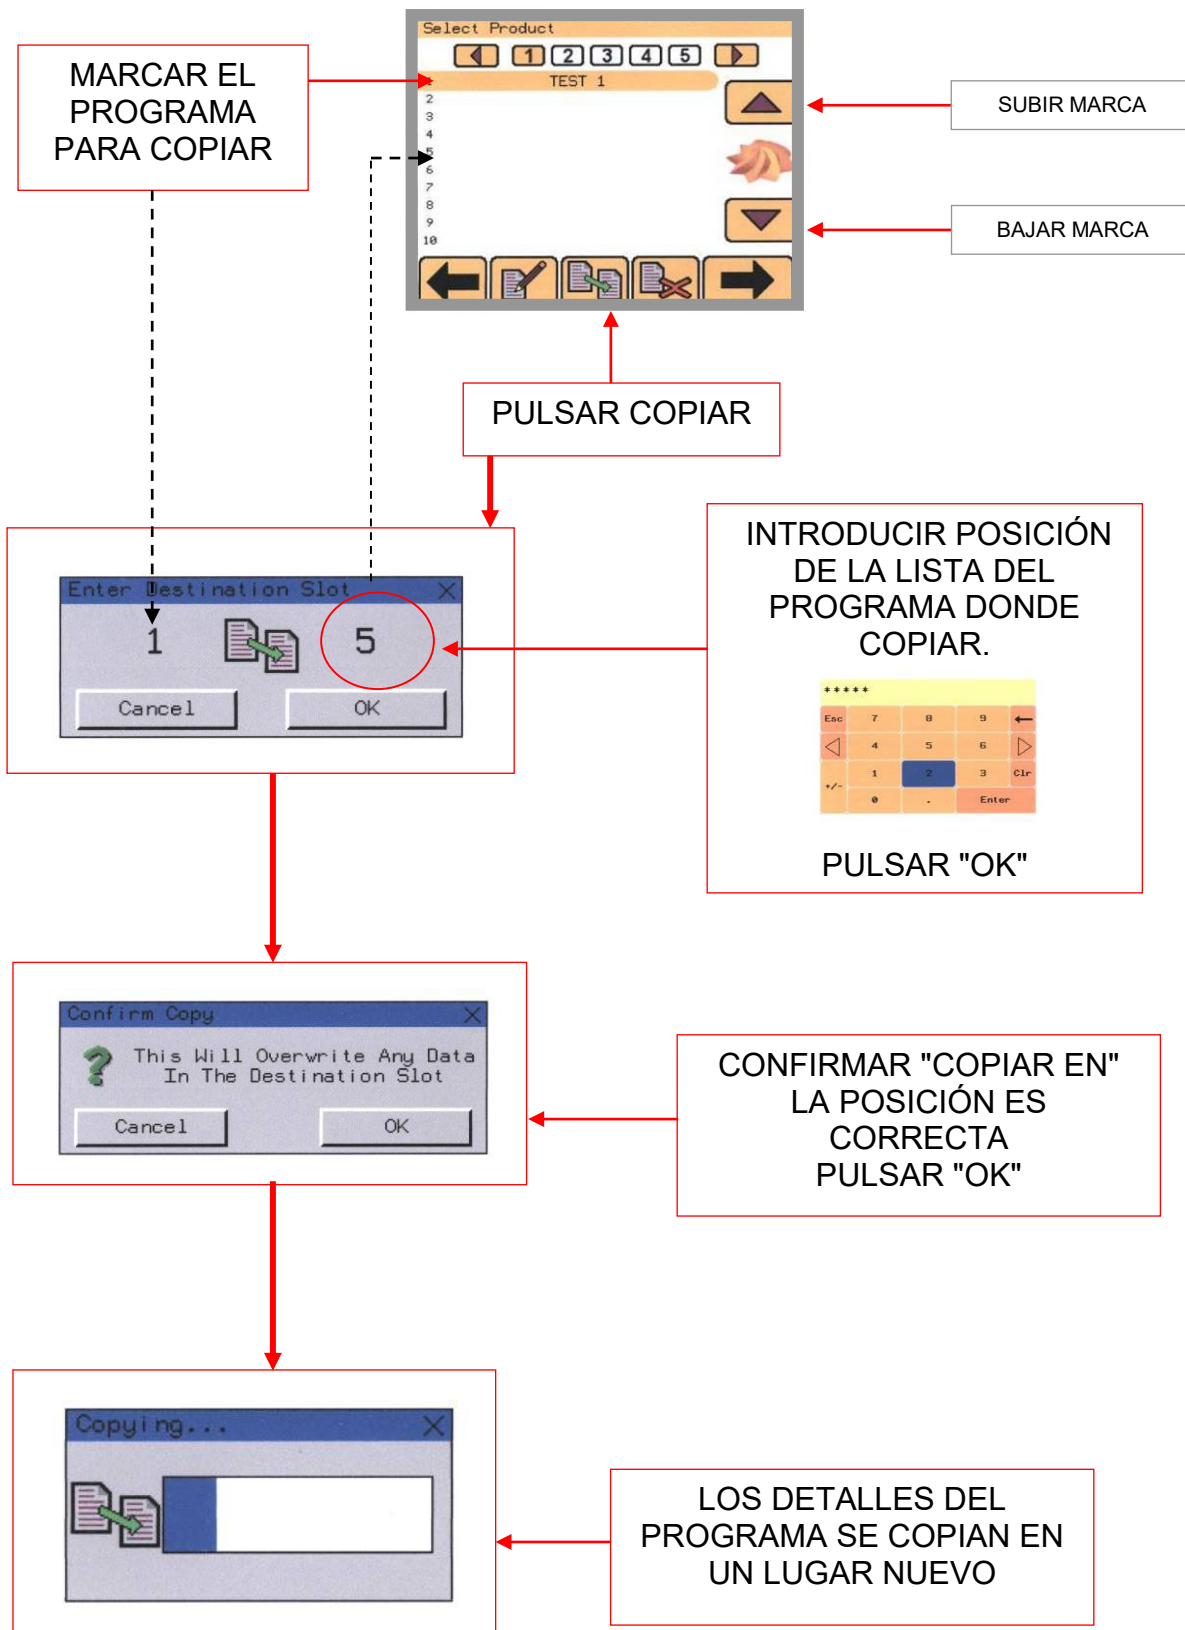 MARCAR EL
PROGRAMA
PARA COPIAR
Select Product
1 2 3 4 5
1 TEST 1
2
3
4
5
6
7
8
9
10
SUBIR MARCA
BAJAR MARCA
PULSAR COPIAR
Enter Destination Slot
1 5
Cancel OK
INTRODUCIR POSICIÓN
DE LA LISTA DEL
PROGRAMA DONDE
COPIAR.
*****
Esc 7 8 9
4 5 6
1 2 3 Clr
+/-
0 . Enter
PULSAR "OK"
Confirm Copy
This Will Overwrite Any Data
In The Destination Slot
Cancel OK
CONFIRMAR "COPIAR EN"
LA POSICIÓN ES
CORRECTA
PULSAR "OK"
Copying...
LOS DETALLES DEL
PROGRAMA SE COPIAN EN
UN LUGAR NUEVO